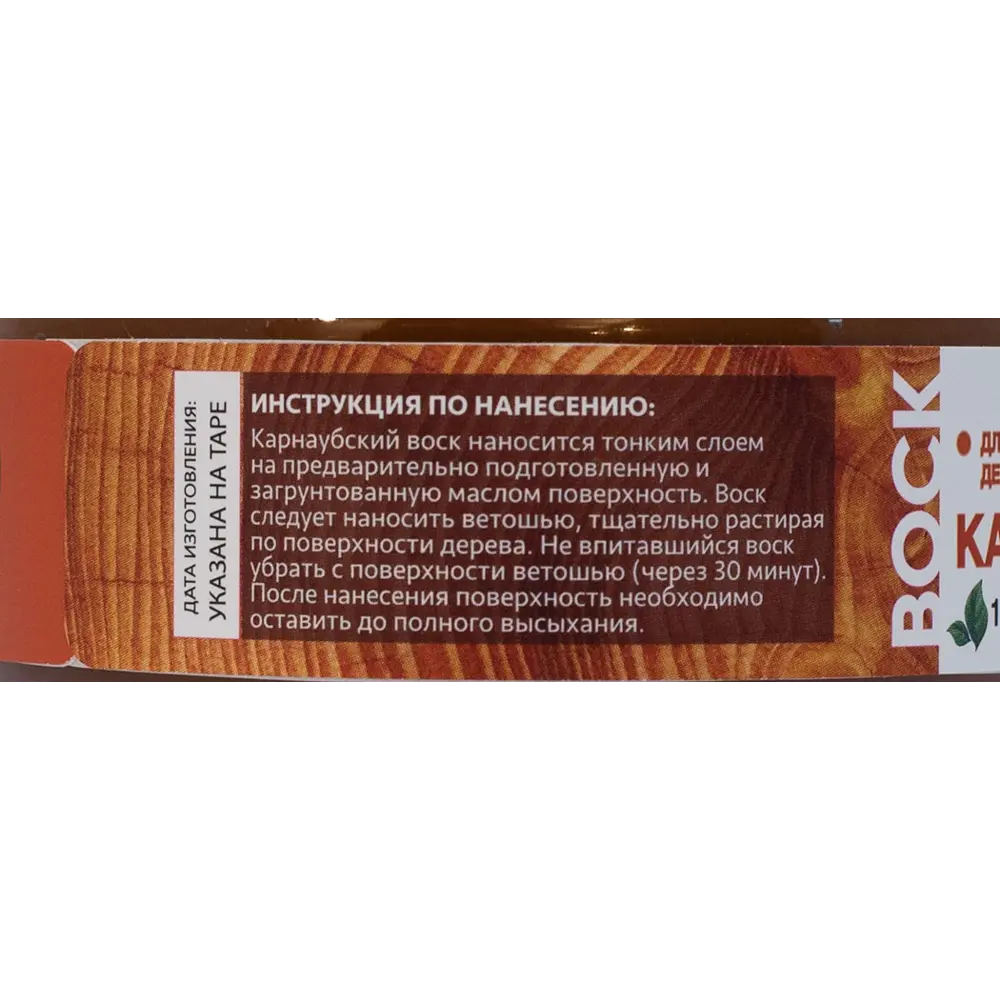 ДАТА ИЗГОТОВЛЕНИЯ:
УКАЗАНА НА ТАРЕ
ИНСТРУКЦИЯ ПО НАНЕСЕНИЮ:
Карнаубский воск наносится тонким слоем
на предварительно подготовленную и
загрунтованную маслом поверхность. Воск
следует наносить ветошью, тщательно растирая
по поверхности дерева. Не впитавшийся воск
убрать с поверхности ветошью (через 30 минут).
После нанесения поверхность необходимо
оставить до полного высыхания.
ВОСК